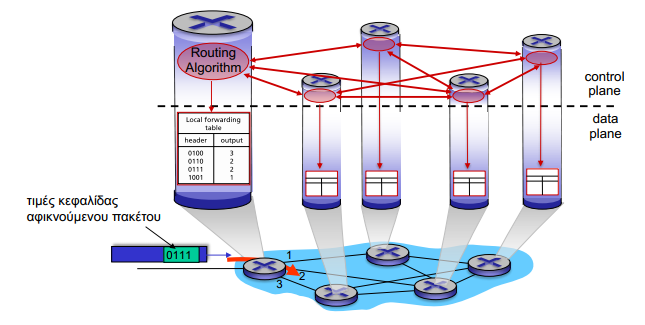 Routing
Algorithm
control
plane
data
plane
Local forwarding
table
header output
0100 3
0110 2
0111 2
1001 1
τιμές κεφαλίδας
αφικνούμενου πακέτου
0111
1
2
3